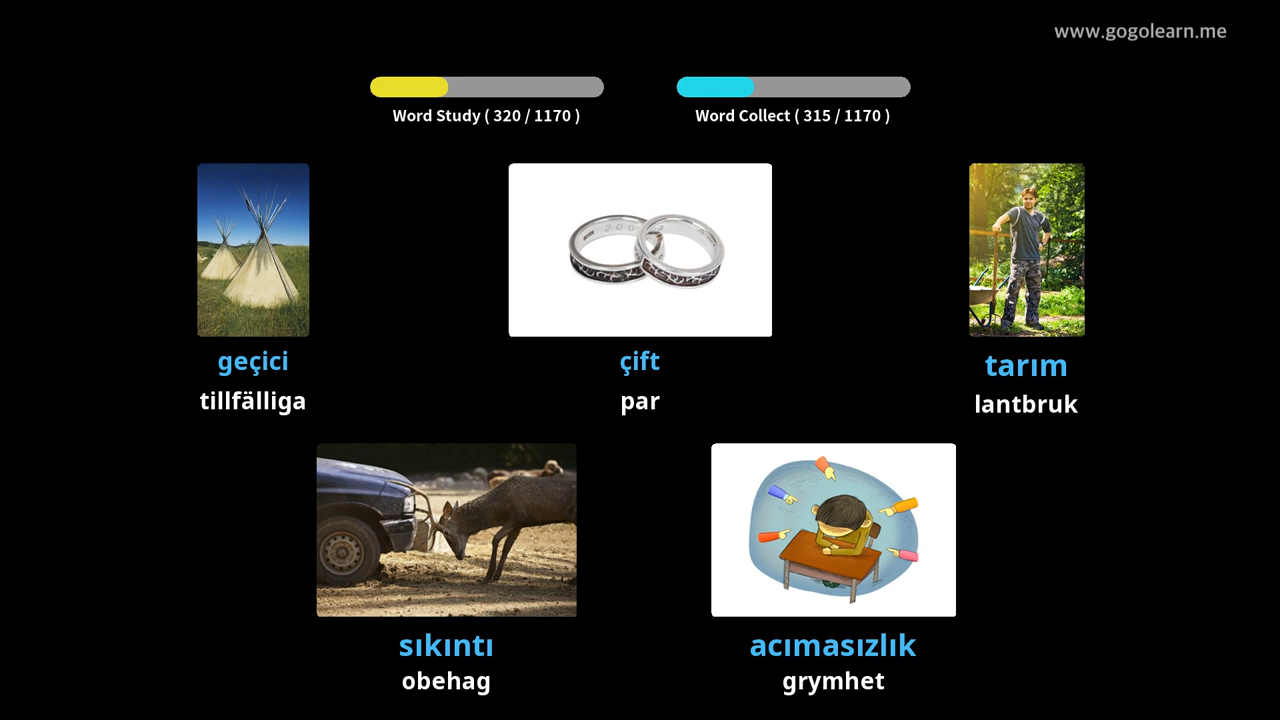 www.gogolearn.me
Word Study ( 320 / 1170 )
Word Collect ( 315 / 1170 )
geçici
tillfälliga
çift
par
tarım
lantbruk
sıkıntı
obehag
acımasızlık
grymhet